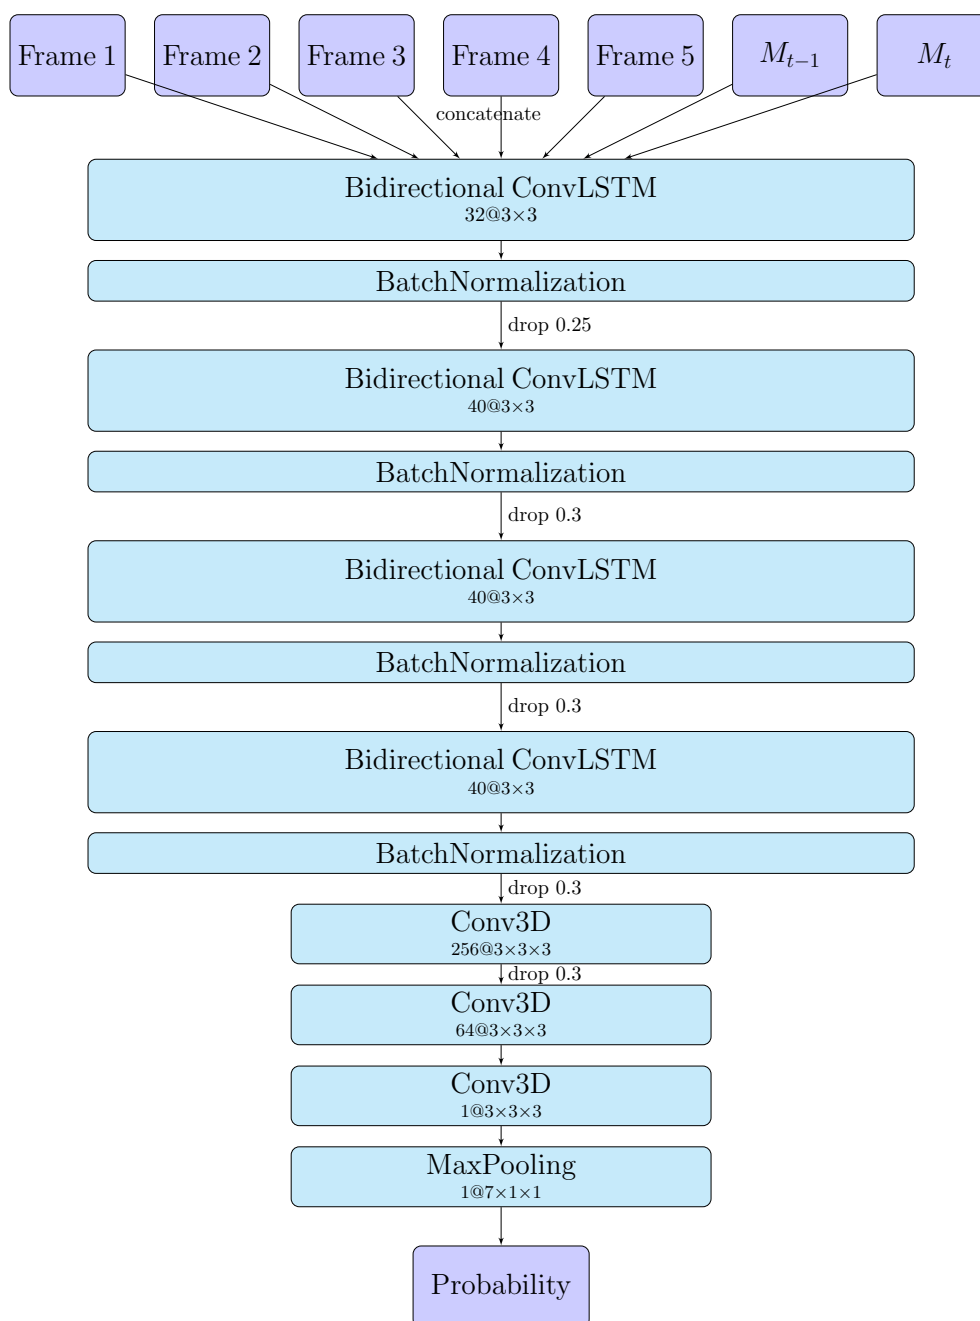 Frame 1 Frame 2 Frame 3 Frame 4 Frame 5 $M_{t-1}$ $M_t$
concatenate
Bidirectional ConvLSTM
32@3×3
BatchNormalization
drop 0.25
Bidirectional ConvLSTM
40@3×3
BatchNormalization
drop 0.3
Bidirectional ConvLSTM
40@3×3
BatchNormalization
drop 0.3
Bidirectional ConvLSTM
40@3×3
BatchNormalization
drop 0.3
Conv3D
256@3×3×3
drop 0.3
Conv3D
64@3×3×3
Conv3D
1@3×3×3
MaxPooling
1@7×1×1
Probability